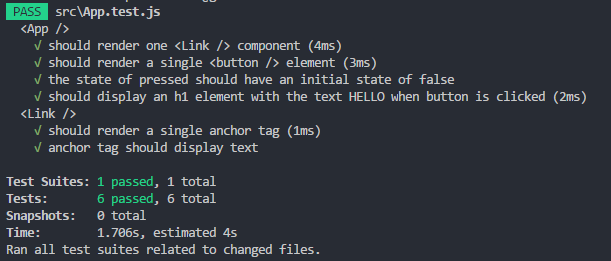 PASS src\App.test.js
<App />
√ should render one <Link /> component (4ms)
√ should render a single <button /> element (3ms)
√ the state of pressed should have an initial state of false
√ should display an h1 element with the text HELLO when button is clicked (2ms)
<Link />
√ should render a single anchor tag (1ms)
√ anchor tag should display text
Test Suites: 1 passed, 1 total
Tests: 6 passed, 6 total
Snapshots: 0 total
Time: 1.706s, estimated 4s
Ran all test suites related to changed files.